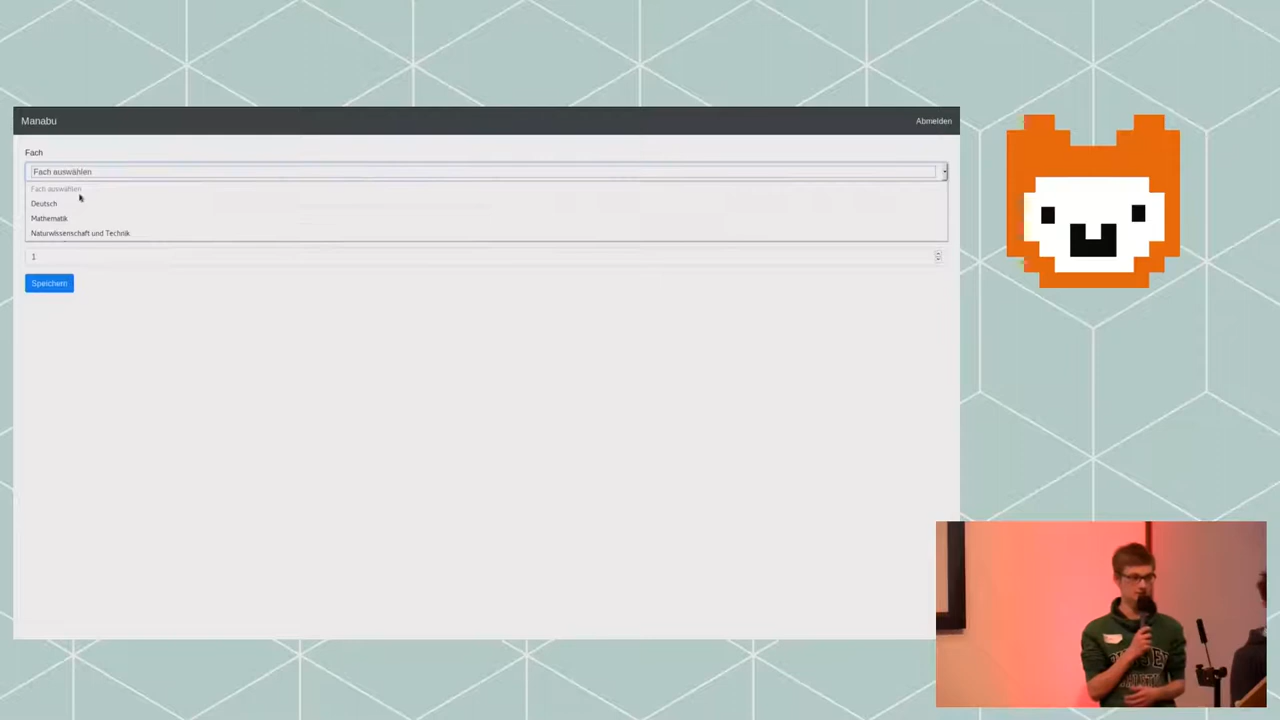 Manabu
Abmelden
Fach
Fach auswählen
Fach auswählen
Deutsch
Mathematik
Naturwissenschaft und Technik
1
Speichern